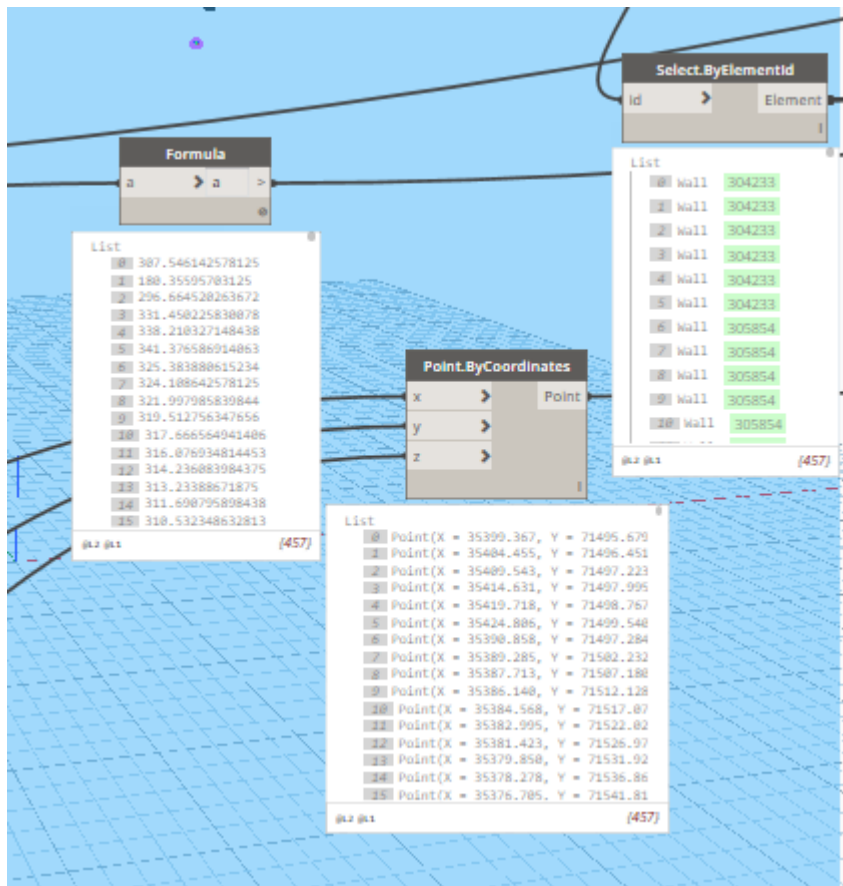 Select.ByElementId
id > Element
l
List
0 Wall 304233
1 Wall 304233
2 Wall 304233
3 Wall 304233
4 Wall 304233
5 Wall 304233
6 Wall 305854
7 Wall 305854
8 Wall 305854
9 Wall 305854
10 Wall 305854
@L2 @L1 {457}
Formula
a > a >
List
0 307.546142578125
1 180.35595703125
2 296.664520263672
3 331.450225830078
4 338.210327148438
5 341.376586914063
6 325.383880615234
7 324.108642578125
8 321.997985839844
9 319.512756347656
10 317.666564941406
11 316.076934814453
12 314.236083984375
13 313.23388671875
14 311.690795898438
15 310.532348632813
@L2 @L1 {457}
Point.ByCoordinates
x > Point
y >
z >
l
List
0 Point(X = 35399.367, Y = 71495.679
1 Point(X = 35404.455, Y = 71496.451
2 Point(X = 35409.543, Y = 71497.223
3 Point(X = 35414.631, Y = 71497.995
4 Point(X = 35419.718, Y = 71498.767
5 Point(X = 35424.806, Y = 71499.540
6 Point(X = 35390.858, Y = 71497.284
7 Point(X = 35389.285, Y = 71502.232
8 Point(X = 35387.713, Y = 71507.180
9 Point(X = 35386.140, Y = 71512.128
10 Point(X = 35384.568, Y = 71517.07
11 Point(X = 35382.995, Y = 71522.02
12 Point(X = 35381.423, Y = 71526.97
13 Point(X = 35379.850, Y = 71531.92
14 Point(X = 35378.278, Y = 71536.86
15 Point(X = 35376.705, Y = 71541.81
@L2 @L1 {457}